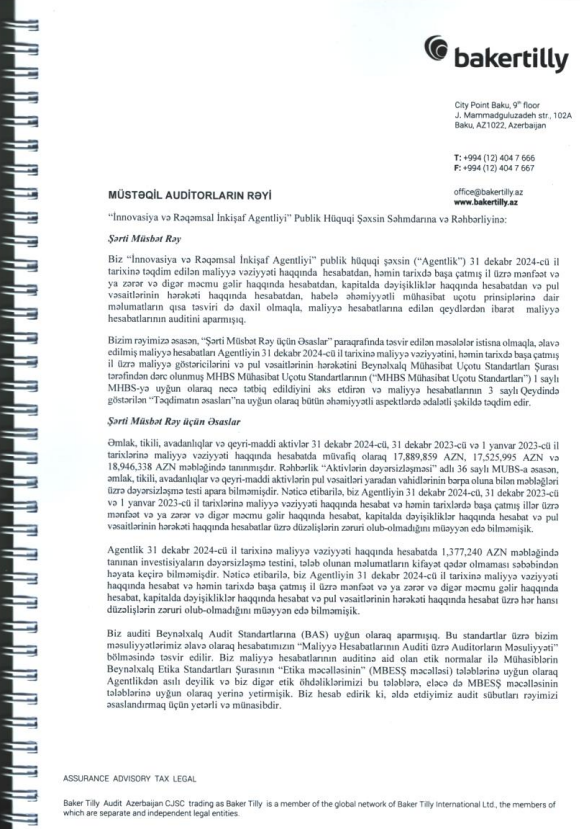 bakertilly
City Point Baku, 9th floor
J. Mammadguluzadeh str., 102A
Baku, AZ1022, Azerbaijan
T: +994 (12) 404 7 666
F: +994 (12) 404 7 667
office@bakertilly.az
www.bakertilly.az
MÜSTƏQİL AUDİTORLARIN RƏYİ
“İnnovasiya və Rəqəmsal İnkişaf Agentliyi” Publik Hüquqi Şəxsin Səhmdarına və Rəhbərliyinə:
Şərti Müsbət Rəy
Biz “İnnovasiya və Rəqəmsal İnkişaf Agentliyi” publik hüquqi şəxsin (“Agentlik”) 31 dekabr 2024-cü il
tarixinə təqdim edilən maliyyə vəziyyəti haqqında hesabatdan, həmin tarixdə başa çatmış il üzrə mənfəət və
ya zərər və digər məcmu gəlir haqqında hesabatdan, kapitalda dəyişikliklər haqqında hesabatdan və pul
vəsaitlərinin hərəkəti haqqında hesabatdan, habelə əhəmiyyətli mühasibat uçotu prinsiplərinə dair
məlumatların qısa təsviri də daxil olmaqla, maliyyə hesabatlarına edilən qeydlərdən ibarət maliyyə
hesabatlarının auditini aparmışıq.
Bizim rəyimizə əsasən, “Şərti Müsbət Rəy üçün Əsaslar” paraqrafında təsvir edilən məsələlər istisna olmaqla, əlavə
edilmiş maliyyə hesabatları Agentliyin 31 dekabr 2024-cü il tarixinə maliyyə vəziyyətini, həmin tarixdə başa çatmış
il üzrə maliyyə göstəricilərini və pul vəsaitlərinin hərəkətini Beynəlxalq Mühasibat Uçotu Standartları Şurası
tərəfindən dərc olunmuş MHBS Mühasibat Uçotu Standartlarının (“MHBS Mühasibat Uçotu Standartları”) 1 saylı
MHBS-yə uyğun olaraq necə tətbiq edildiyini əks etdirən və maliyyə hesabatlarının 3 saylı Qeydində
göstərilən “Təqdimatın əsasları”na uyğun olaraq bütün əhəmiyyətli aspektlərdə ədalətli şəkildə təqdim edir.
Şərti Müsbət Rəy üçün Əsaslar
Əmlak, tikili, avadanlıqlar və qeyri-maddi aktivlər 31 dekabr 2024-cü, 31 dekabr 2023-cü və 1 yanvar 2023-cü il
tarixlərinə maliyyə vəziyyəti haqqında hesabatda müvafiq olaraq 17,889,859 AZN, 17,525,995 AZN və
18,946,338 AZN məbləğində tanınmışdır. Rəhbərlik “Aktivlərin dəyərsizləşməsi” adlı 36 saylı MUBS-a əsasən,
əmlak, tikili, avadanlıqlar və qeyri-maddi aktivlərin pul vəsaitləri yaradan vahidlərinin bərpa oluna bilən məbləğləri
üzrə dəyərsizləşmə testi apara bilməmişdir. Nəticə etibarilə, biz Agentliyin 31 dekabr 2024-cü, 31 dekabr 2023-cü
və 1 yanvar 2023-cü il tarixlərinə maliyyə vəziyyəti haqqında hesabat və həmin tarixlərdə başa çatmış illər üzrə
mənfəət və ya zərər və digər məcmu gəlir haqqında hesabat, kapitalda dəyişikliklər haqqında hesabat və pul
vəsaitlərinin hərəkəti haqqında hesabatlar üzrə düzəlişlərin zəruri olub-olmadığını müəyyən edə bilməmişik.
Agentlik 31 dekabr 2024-cü il tarixinə maliyyə vəziyyəti haqqında hesabatda 1,377,240 AZN məbləğində
tanınan investisiyaların dəyərsizləşmə testini, tələb olunan məlumatların kifayət qədər olmaması səbəbindən
həyata keçirə bilməmişdir. Nəticə etibarilə, biz Agentliyin 31 dekabr 2024-cü il tarixinə maliyyə vəziyyəti
haqqında hesabat və həmin tarixdə başa çatmış il üzrə mənfəət və ya zərər və digər məcmu gəlir haqqında
hesabat, kapitalda dəyişikliklər haqqında hesabat və pul vəsaitlərinin hərəkəti haqqında hesabat üzrə hər hansı
düzəlişlərin zəruri olub-olmadığını müəyyən edə bilməmişik.
Biz auditi Beynəlxalq Audit Standartlarına (BAS) uyğun olaraq aparmışıq. Bu standartlar üzrə bizim
məsuliyyətlərimiz əlavə olaraq hesabatımızın “Maliyyə Hesabatlarının Auditi üzrə Auditorların Məsuliyyəti”
bölməsində təsvir edilir. Biz maliyyə hesabatlarının auditinə aid olan etik normalar ilə Mühasiblərin
Beynəlxalq Etika Standartları Şurasının “Etika məcəlləsinin” (MBESŞ məcəlləsi) tələblərinə uyğun olaraq
Agentlikdən asılı deyilik və biz digər etik öhdəliklərimizi bu tələblərə, eləcə də MBESŞ məcəlləsinin
tələblərinə uyğun olaraq yerinə yetirmişik. Biz hesab edirik ki, əldə etdiyimiz audit sübutları rəyimizi
əsaslandırmaq üçün yetərli və münasibdir.
ASSURANCE ADVISORY TAX LEGAL
Baker Tilly Audit Azerbaijan CJSC trading as Baker Tilly is a member of the global network of Baker Tilly International Ltd., the members of
which are separate and independent legal entities.